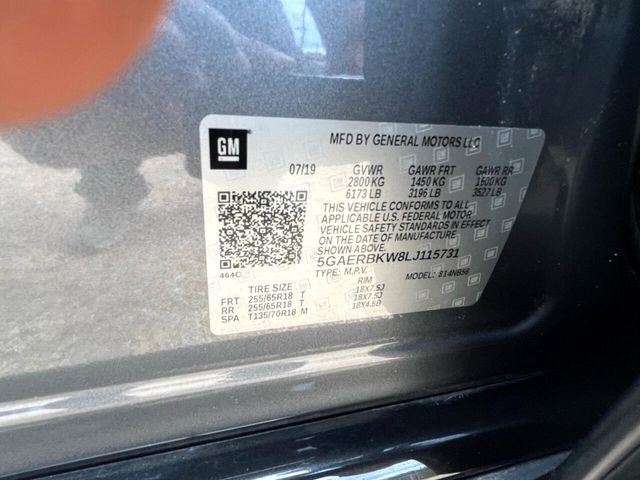 GM
MFD BY GENERAL MOTORS LLC
07/19 GVWR GAWR FRT GAWR RR
2800 KG 1450 KG 1500 KG
6173 LB 3196 LB 3527 LB
THIS VEHICLE CONFORMS TO ALL
APPLICABLE U.S. FEDERAL MOTOR
VEHICLE SAFETY STANDARDS
IN EFFECT ON THE DATE OF
MANUFACTURE SHOWN ABOVE.
5GAERBKW8LJ115731
464C TYPE: M.P.V. MODEL: 814NB56
TIRE SIZE RIM
FRT 255/65R18 T 18X7.5J
RR 255/65R18 T 18X7.5J
SPA T135/70R18 M 18X4.5B